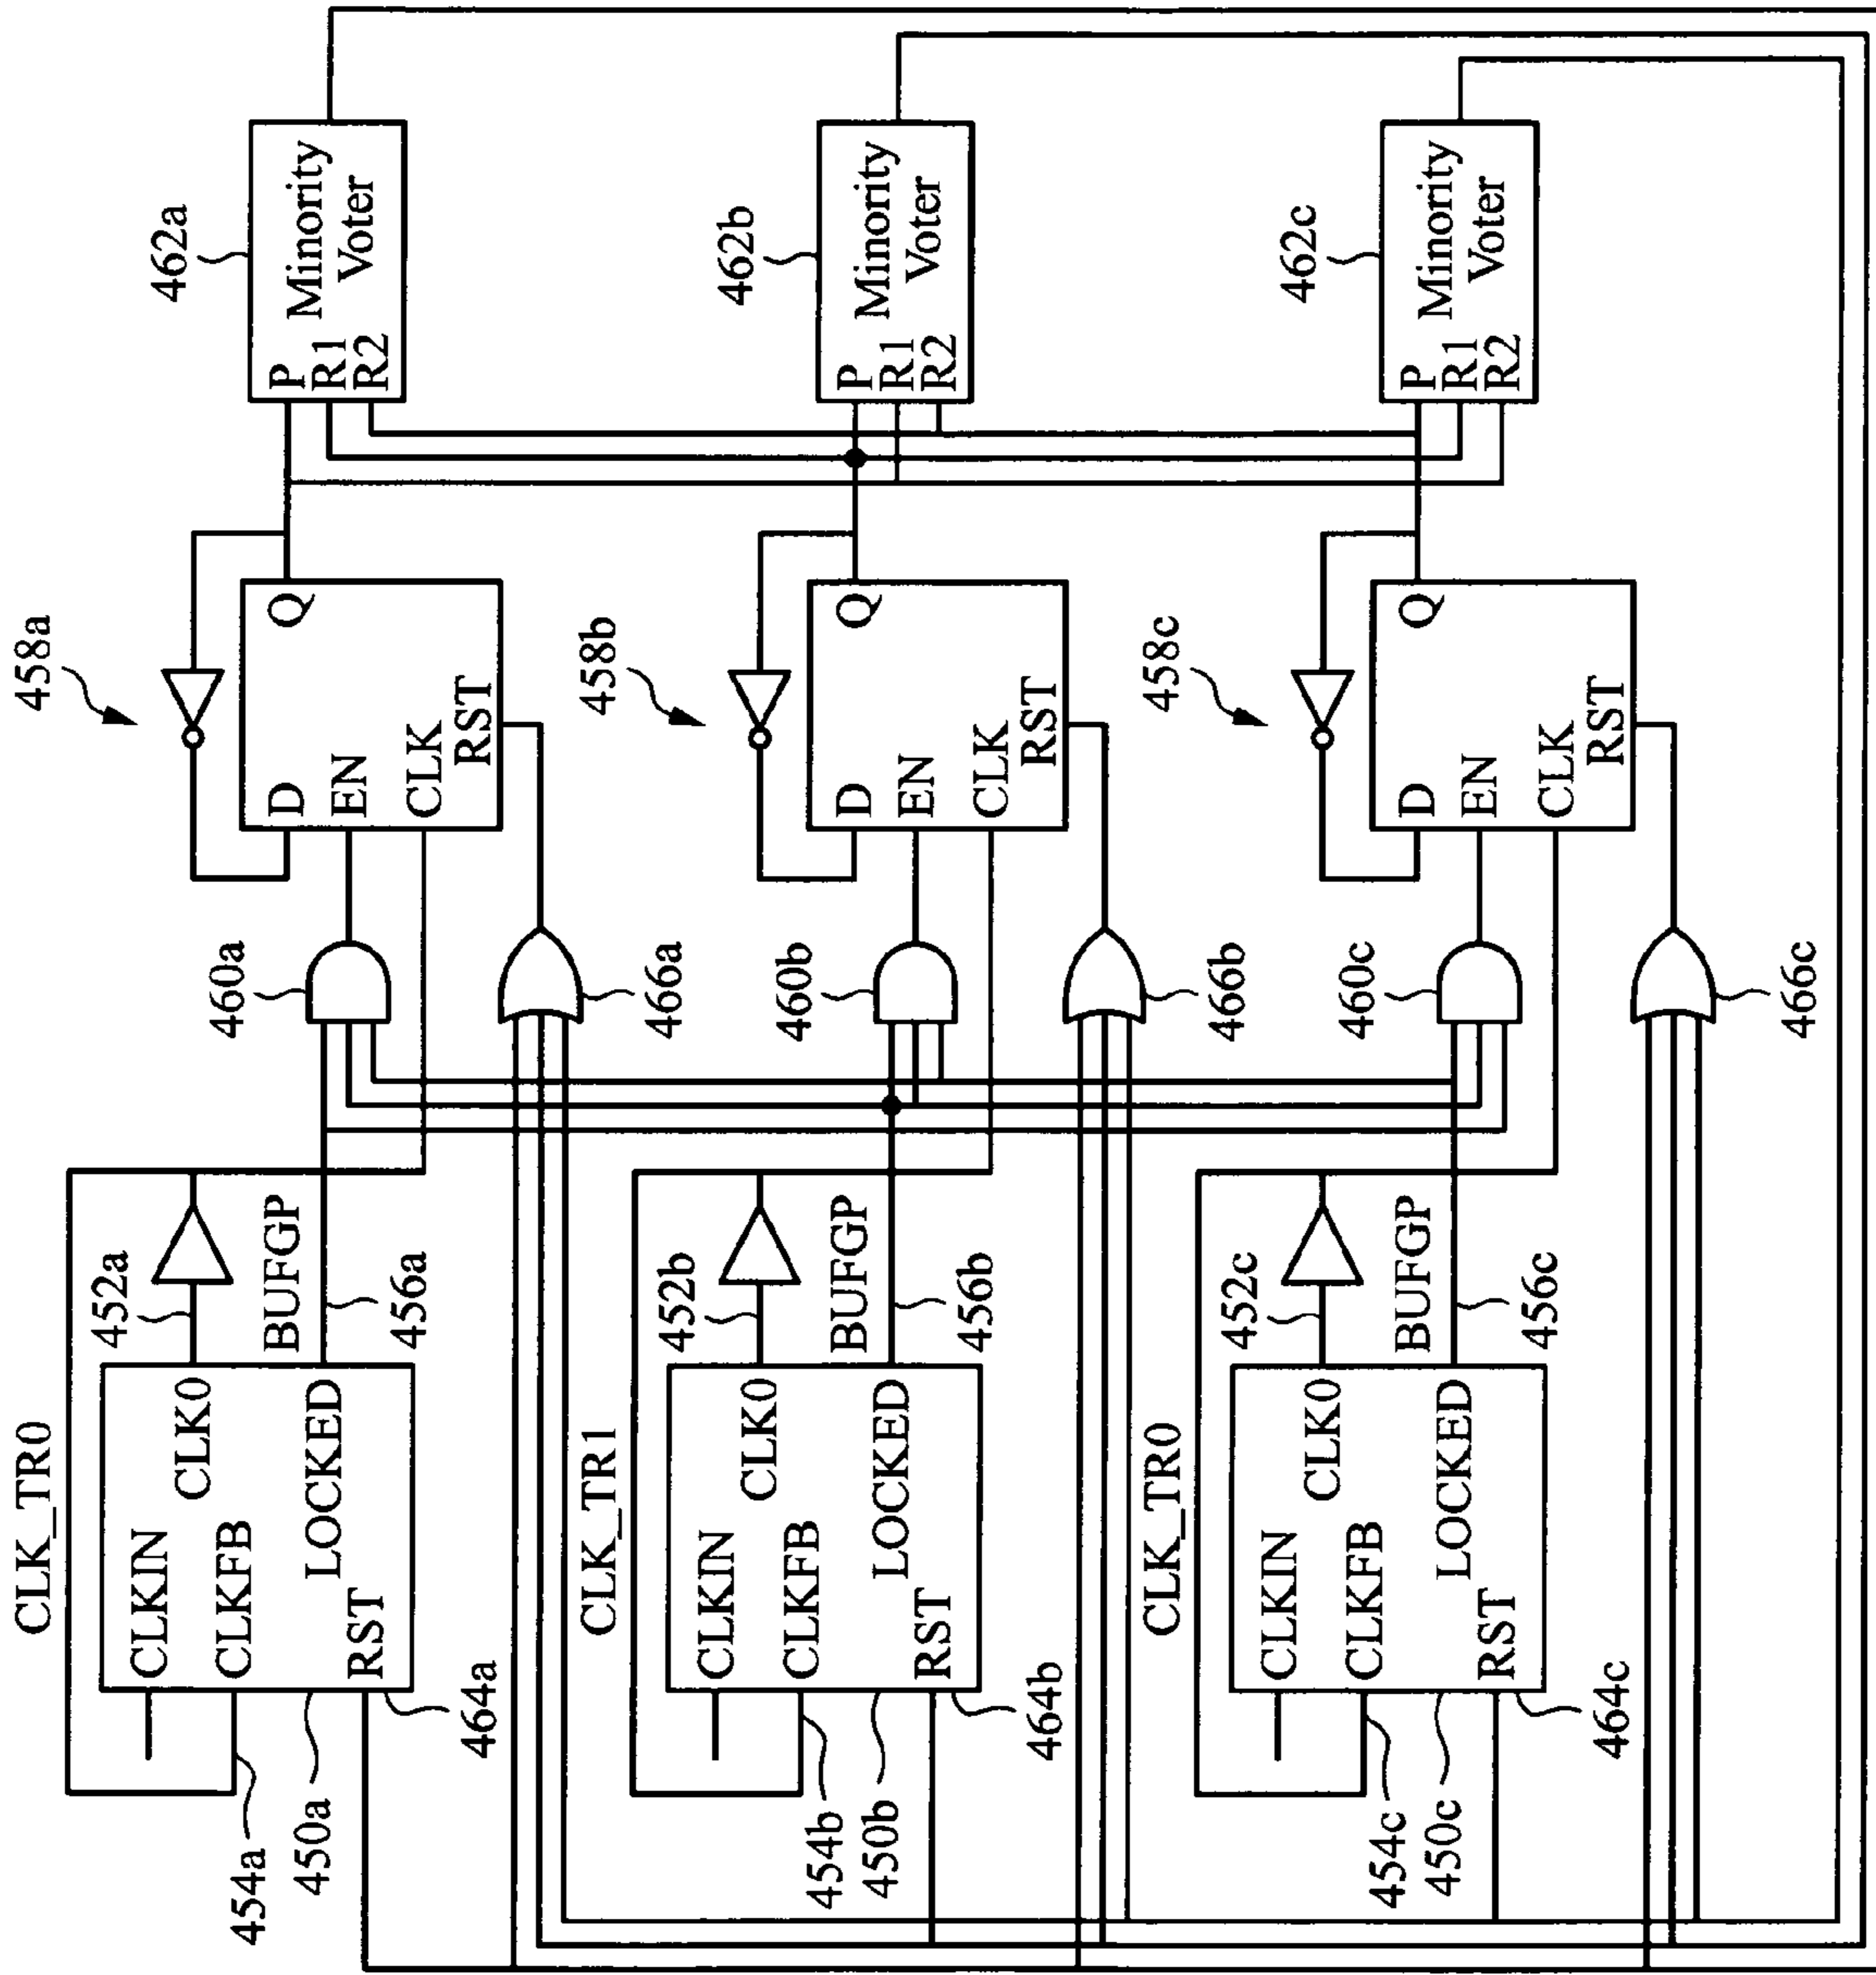 CLK_TR0
CLKIN
CLKFB
CLK0
LOCKED
RST
454a
450a
464a
452a
BUFGP
456a
460a
466a
458a
D
EN
CLK
RST
Q
462a
P
R1
R2
Minority
Voter
CLK_TR1
CLKIN
CLKFB
CLK0
LOCKED
RST
454b
450b
464b
452b
BUFGP
456b
460b
466b
458b
D
EN
CLK
RST
Q
462b
P
R1
R2
Minority
Voter
CLK_TR0
CLKIN
CLKFB
CLK0
LOCKED
RST
454c
450c
464c
452c
BUFGP
456c
460c
466c
458c
D
EN
CLK
RST
Q
462c
P
R1
R2
Minority
Voter